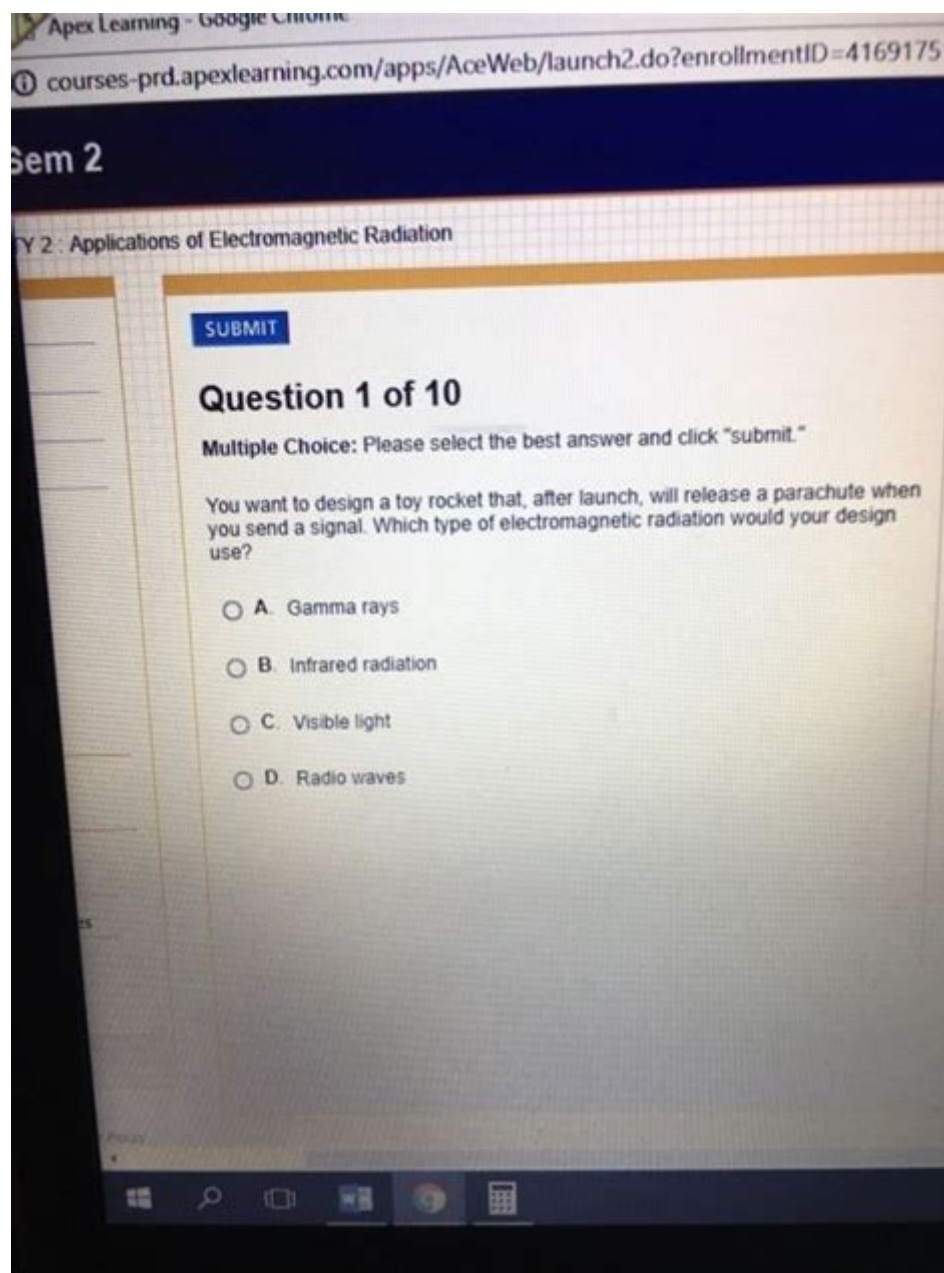 Apex Learning - Google Chrome
courses-prd.apexlearning.com/apps/AceWeb/launch2.do?enrollmentID=4169175
Sem 2
TY 2 : Applications of Electromagnetic Radiation
SUBMIT
Question 1 of 10
Multiple Choice: Please select the best answer and click "submit."
You want to design a toy rocket that, after launch, will release a parachute when
you send a signal. Which type of electromagnetic radiation would your design
use?
A. Gamma rays
B. Infrared radiation
C. Visible light
D. Radio waves
es